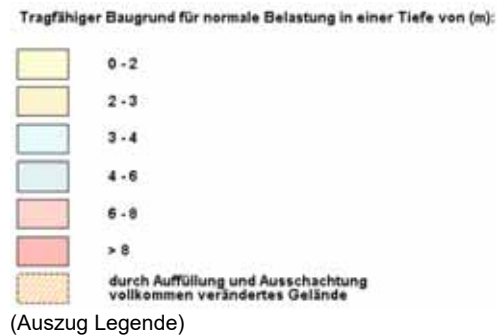 Tragfähiger Baugrund für normale Belastung in einer Tiefe von (m):
0 - 2
2 - 3
3 - 4
4 - 6
6 - 8
> 8
durch Auffüllung und Ausschachtung
vollkommen verändertes Gelände
(Auszug Legende)